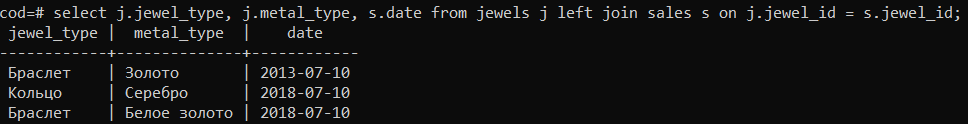 cod=# select j.jewel_type, j.metal_type, s.date from jewels j left join sales s on j.jewel_id = s.jewel_id;
 jewel_type |  metal_type  |    date
------------+--------------+------------
 Браслет    | Золото       | 2013-07-10
 Кольцо     | Серебро      | 2018-07-10
 Браслет    | Белое золото | 2018-07-10